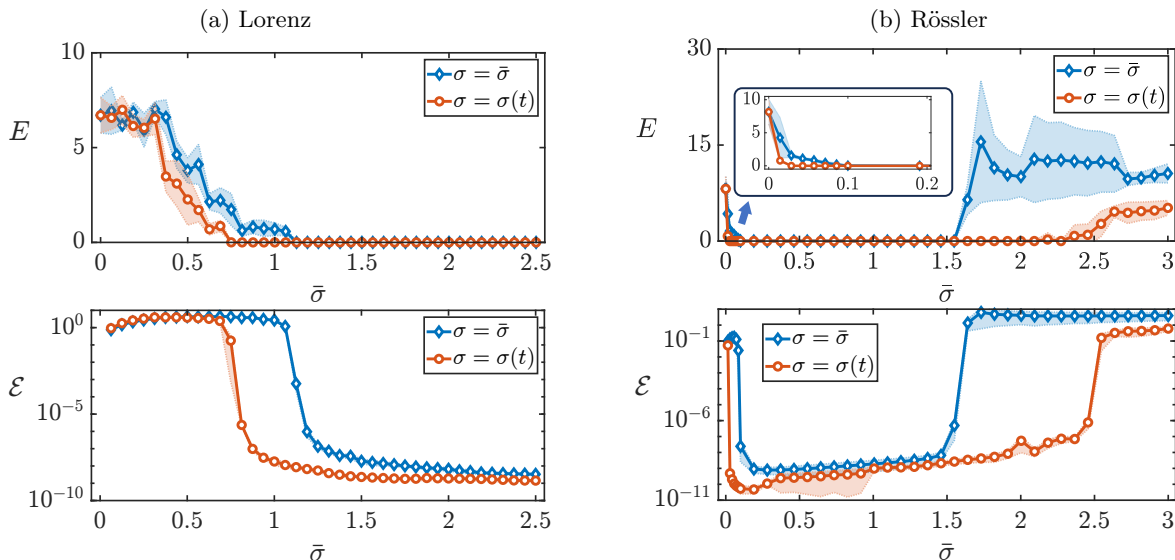 (a) Lorenz
10
5
0
E
σ = σ̄
σ = σ(t)
0 0.5 1 1.5 2 2.5
σ̄
10⁰
10⁻⁵
10⁻¹⁰
ℰ
σ = σ̄
σ = σ(t)
0 0.5 1 1.5 2 2.5
σ̄
(b) Rössler
30
15
0
E
σ = σ̄
σ = σ(t)
10
5
0
0 0.1 0.2
0 0.5 1 1.5 2 2.5 3
σ̄
10⁻¹
10⁻⁶
10⁻¹¹
ℰ
σ = σ̄
σ = σ(t)
0 0.5 1 1.5 2 2.5 3
σ̄